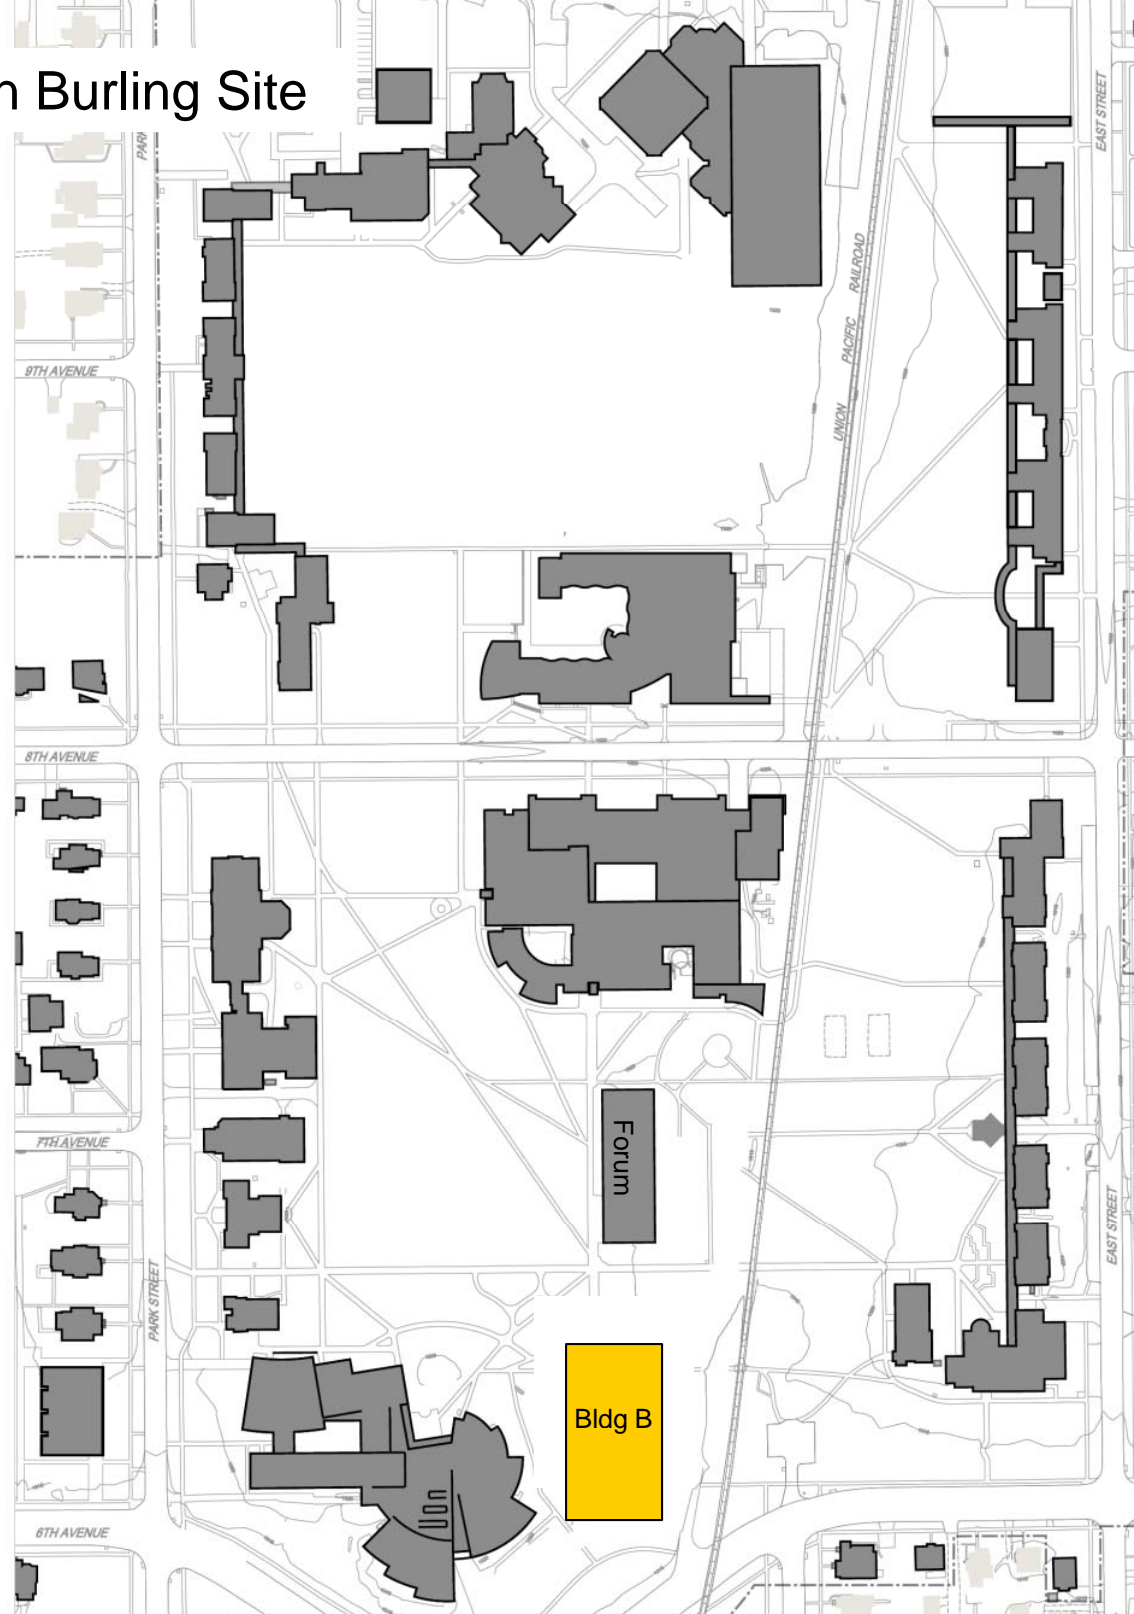 n Burling Site
EAST STREET
PARK
UNION PACIFIC RAILROAD
9TH AVENUE
8TH AVENUE
7TH AVENUE
Forum
EAST STREET
PARK STREET
Bldg B
6TH AVENUE